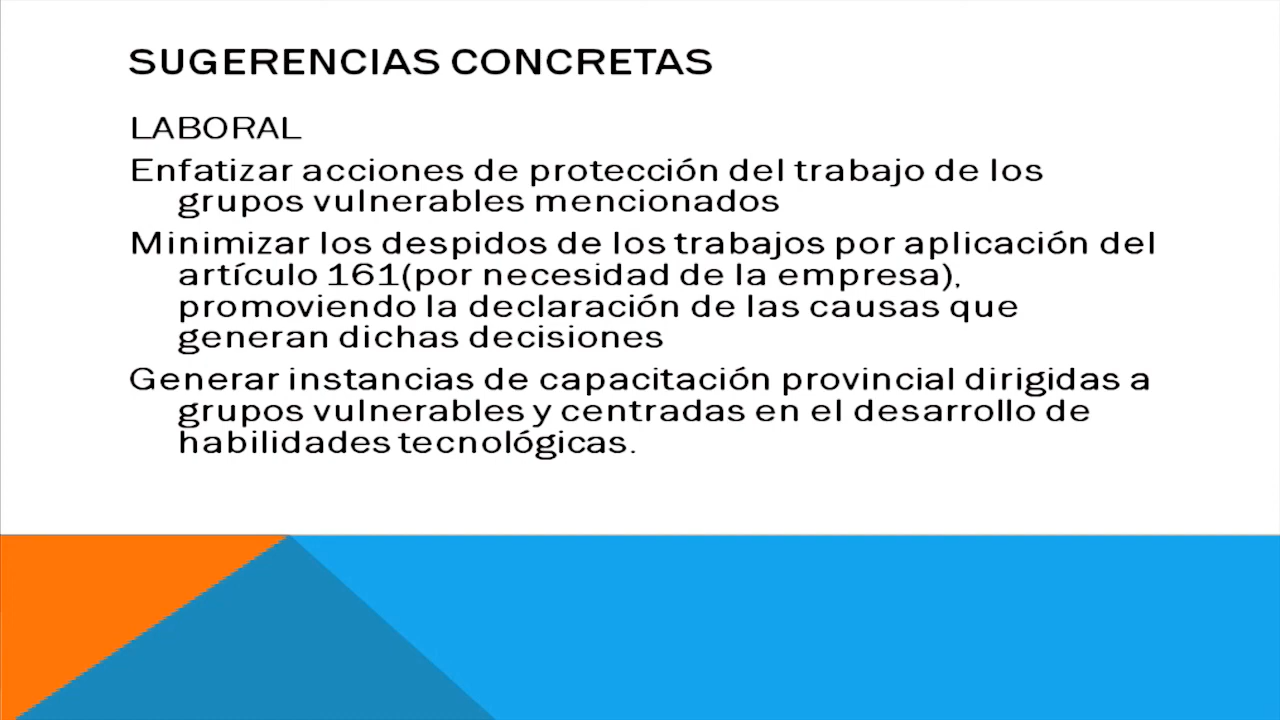 SUGERENCIAS CONCRETAS
LABORAL
Enfatizar acciones de protección del trabajo de los
grupos vulnerables mencionados
Minimizar los despidos de los trabajos por aplicación del
artículo 161(por necesidad de la empresa),
promoviendo la declaración de las causas que
generan dichas decisiones
Generar instancias de capacitación provincial dirigidas a
grupos vulnerables y centradas en el desarrollo de
habilidades tecnológicas.